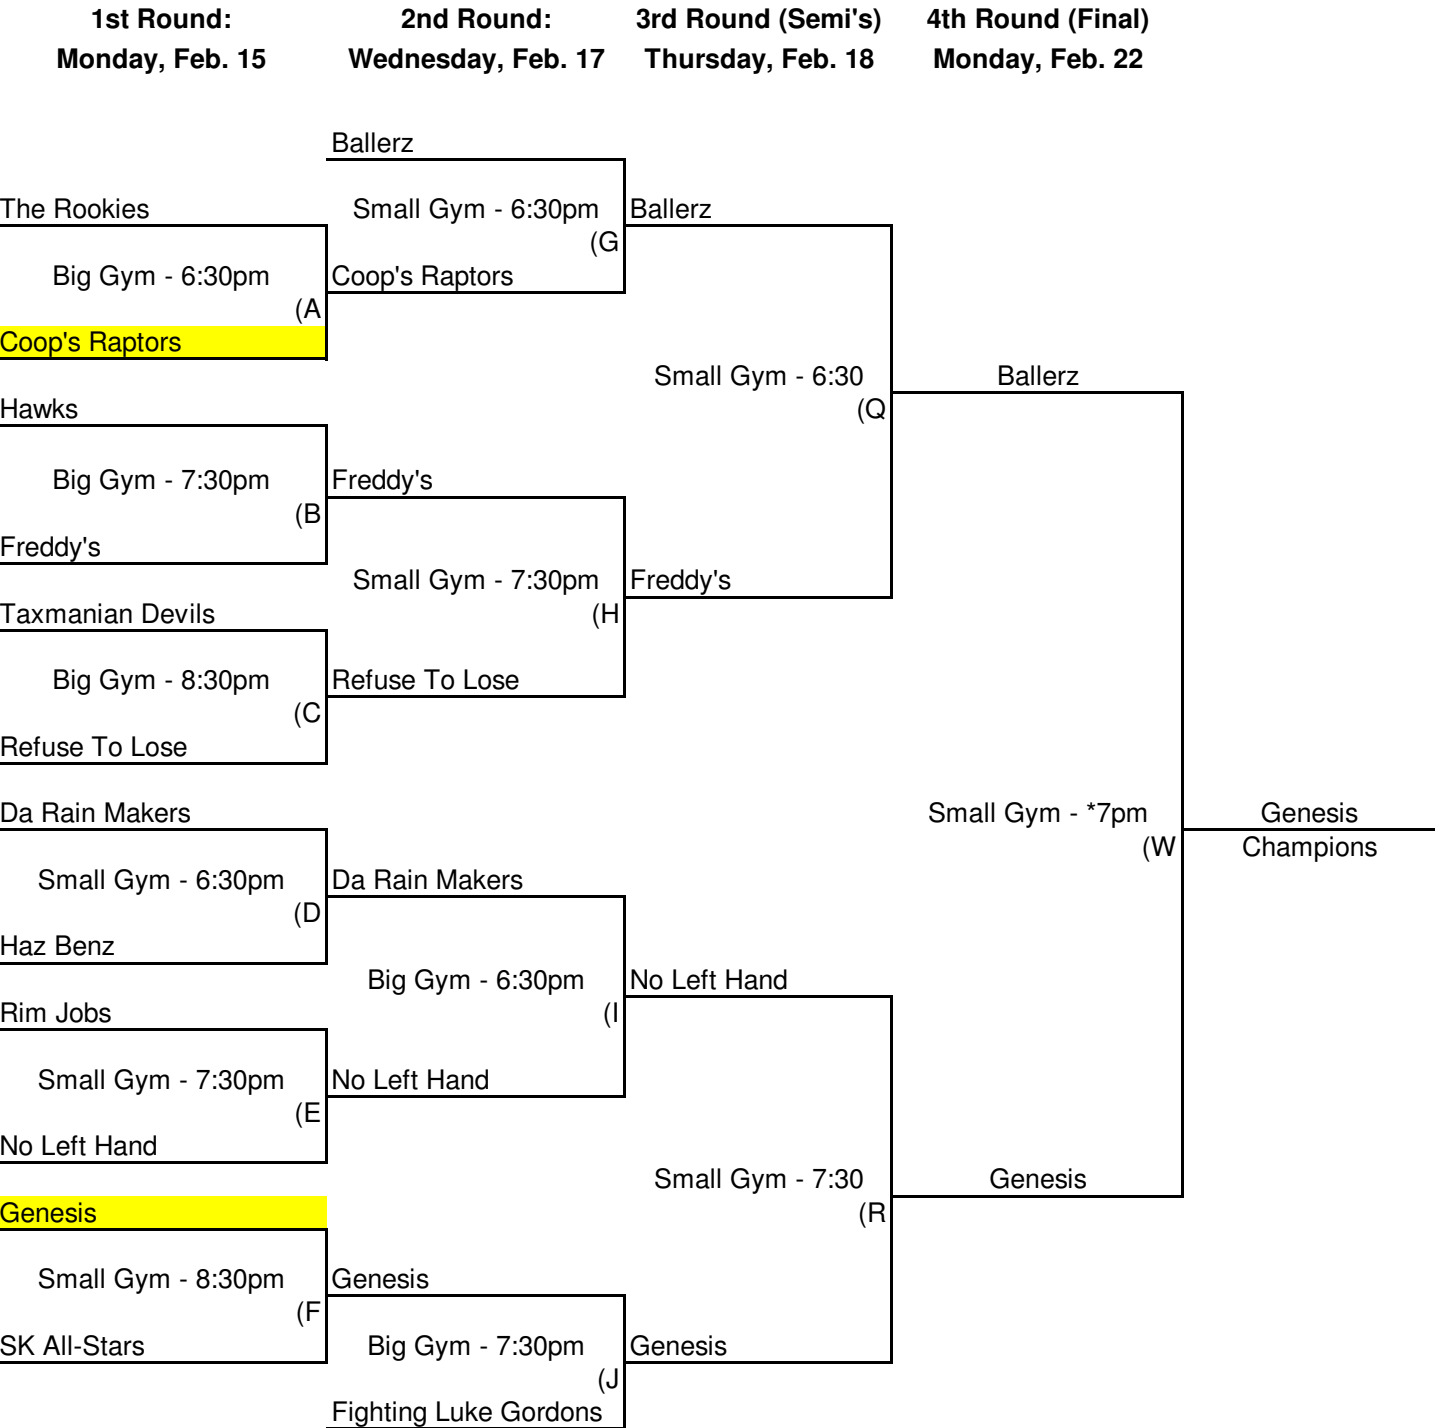 1st Round: 2nd Round: 3rd Round (Semi's) 4th Round (Final)
Monday, Feb. 15 Wednesday, Feb. 17 Thursday, Feb. 18 Monday, Feb. 22
Ballerz
The Rookies Small Gym - 6:30pm Ballerz
(G
Big Gym - 6:30pm Coop's Raptors
(A
Coop's Raptors
Small Gym - 6:30 Ballerz
Hawks (Q
Big Gym - 7:30pm Freddy's
(B
Freddy's
Small Gym - 7:30pm Freddy's
Taxmanian Devils (H
Big Gym - 8:30pm Refuse To Lose
(C
Refuse To Lose
Da Rain Makers Small Gym - *7pm Genesis
(W Champions
Small Gym - 6:30pm Da Rain Makers
(D
Haz Benz
Big Gym - 6:30pm No Left Hand
Rim Jobs (I
Small Gym - 7:30pm No Left Hand
(E
No Left Hand
Small Gym - 7:30 Genesis
Genesis (R
Small Gym - 8:30pm Genesis
(F
SK All-Stars Big Gym - 7:30pm Genesis
(J
Fighting Luke Gordons